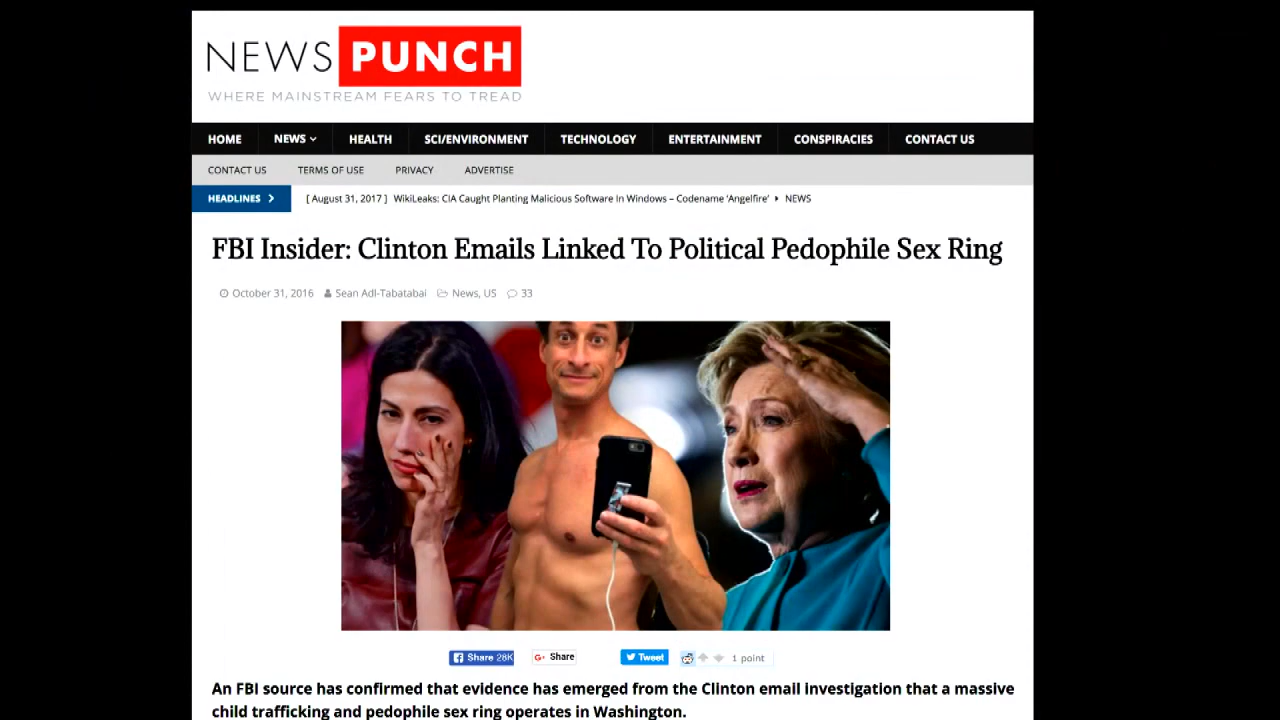 NEWS PUNCH
WHERE MAINSTREAM FEARS TO TREAD
HOME NEWS HEALTH SCI/ENVIRONMENT TECHNOLOGY ENTERTAINMENT CONSPIRACIES CONTACT US
CONTACT US TERMS OF USE PRIVACY ADVERTISE
HEADLINES [ August 31, 2017 ] WikiLeaks: CIA Caught Planting Malicious Software In Windows – Codename ‘Angelfire’ NEWS
FBI Insider: Clinton Emails Linked To Political Pedophile Sex Ring
October 31, 2016 Sean Adl-Tabatabai News, US 33
Share 28K G+ Share Tweet 1 point
An FBI source has confirmed that evidence has emerged from the Clinton email investigation that a massive
child trafficking and pedophile sex ring operates in Washington.